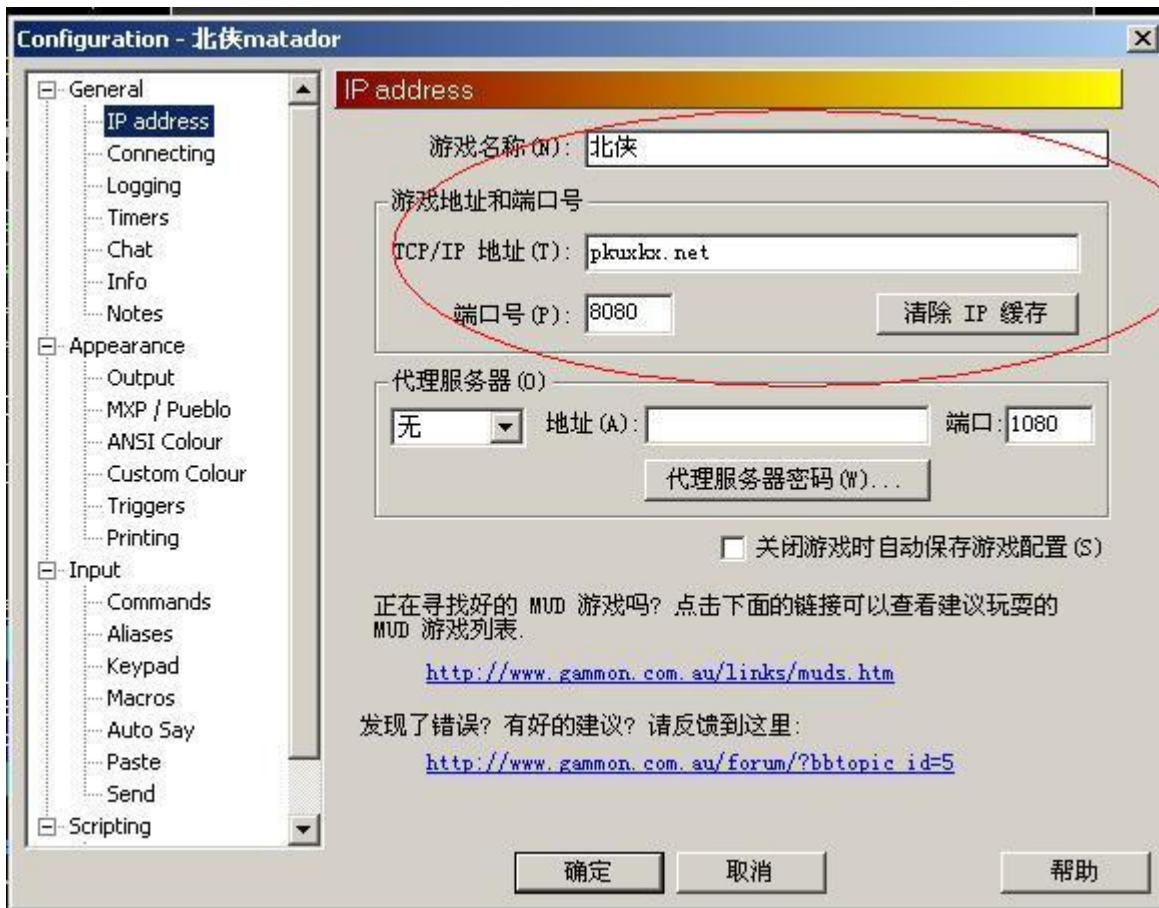 Configuration - 北侠matador
General
IP address
Connecting
Logging
Timers
Chat
Info
Notes
Appearance
Output
MXP / Pueblo
ANSI Colour
Custom Colour
Triggers
Printing
Input
Commands
Aliases
Keypad
Macros
Auto Say
Paste
Send
Scripting
IP address
游戏名称(N): 北侠
游戏地址和端口号
TCP/IP 地址(T): pkuxkx.net
端口号(P): 8080 清除 IP 缓存
代理服务器(O)
无 地址(A): 端口: 1080
代理服务器密码(W)...
关闭游戏时自动保存游戏配置(S)
正在寻找好的 MUD 游戏吗? 点击下面的链接可以查看建议玩耍的
MUD 游戏列表.
http://www.gammon.com.au/links/muds.htm
发现了错误? 有好的建议? 请反馈到这里:
http://www.gammon.com.au/forum/?bbtopic_id=5
确定 取消 帮助